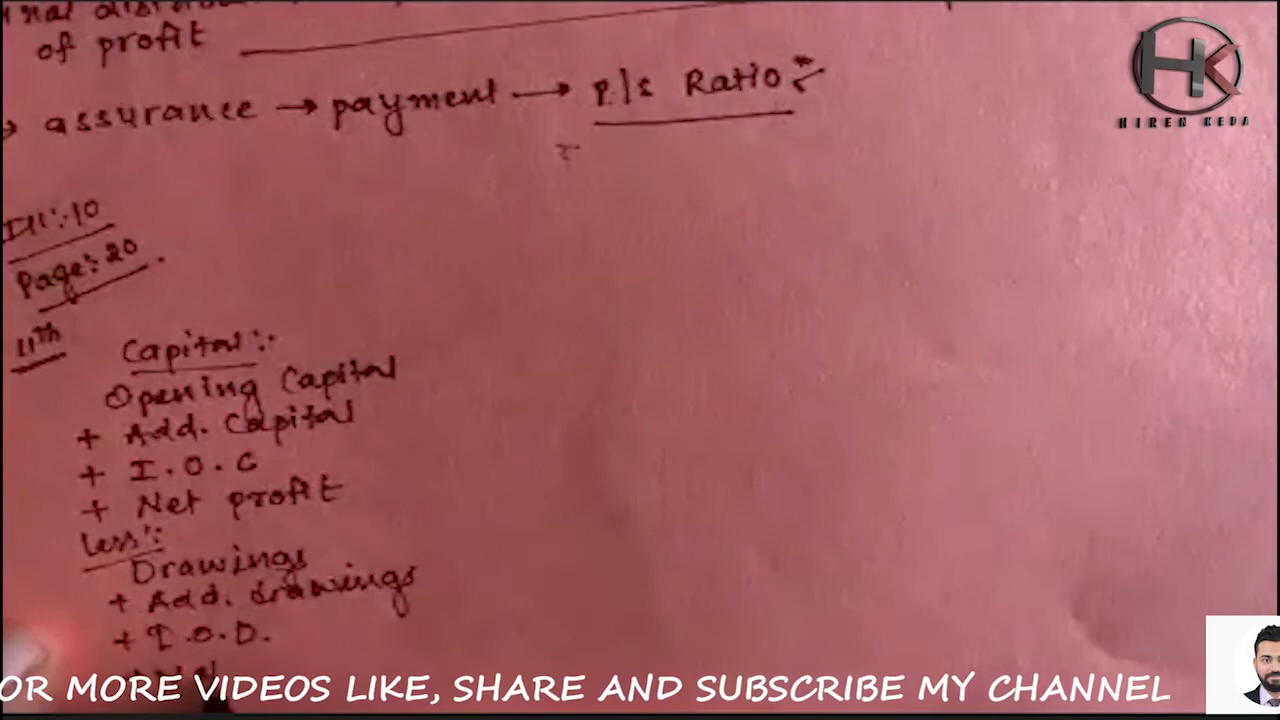 of profit
assurance → payment → P/s Ratio
HK
HIREN KEDA
Ill:-10
Page:- 20
11th
Capital:-
Opening Capital
+ Add. Capital
+ I.O.C
+ Net profit
Less:-
Drawings
+ Add. drawings
+ I.O.D.
OR MORE VIDEOS LIKE, SHARE AND SUBSCRIBE MY CHANNEL